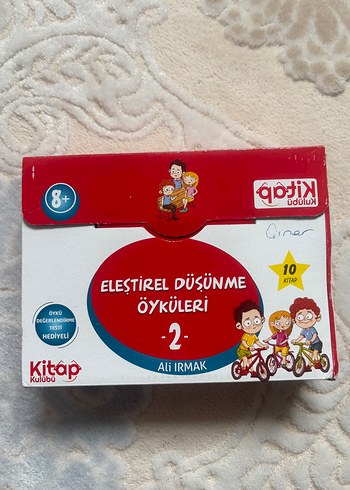 8+
Kitap
Kulübü
Çınar
ELEŞTİREL DÜŞÜNME
ÖYKÜLERİ
-2-
Ali IRMAK
10
KİTAP
ÖYKÜ
DEĞERLENDİRME
TESTİ
HEDİYELİ
Kitap
Kulübü